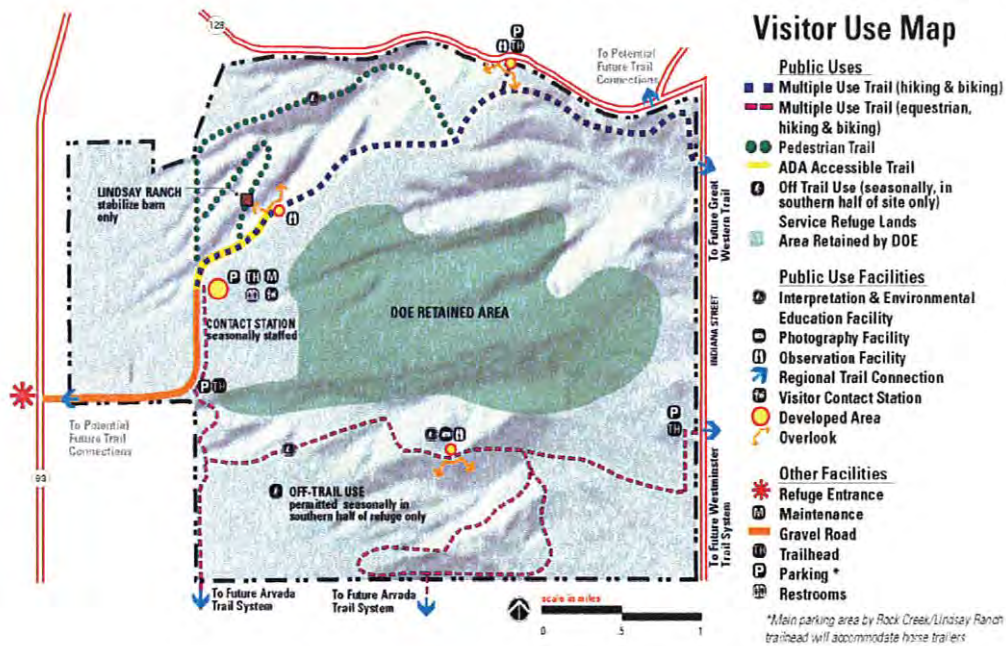 Visitor Use Map
Public Uses
Multiple Use Trail (hiking & biking)
Multiple Use Trail (equestrian,
hiking & biking)
Pedestrian Trail
ADA Accessible Trail
Off Trail Use (seasonally, in
southern half of site only)
Service Refuge Lands
Area Retained by DOE
Public Use Facilities
Interpretation & Environmental
Education Facility
Photography Facility
Observation Facility
Regional Trail Connection
Visitor Contact Station
Developed Area
Overlook
Other Facilities
Refuge Entrance
M Maintenance
Gravel Road
TH Trailhead
P Parking *
Restrooms
*Main parking area by Rock Creek/Lindsay Ranch
trailhead will accommodate horse trailers
128
P
TH
To Potential
Future Trail
Connections
LINDSAY RANCH
stabilize barn
only
To Future Great
Western Trail
P TH M
CONTACT STATION
seasonally staffed
DOE RETAINED AREA
INDIANA STREET
P TH
To Potential
Future Trail
Connections
P
TH
93
OFF-TRAIL USE
permitted seasonally in
southern half of refuge only
To Future Westminster
Trail System
To Future Arvada
Trail System
To Future Arvada
Trail System
scale in miles
0 .5 1